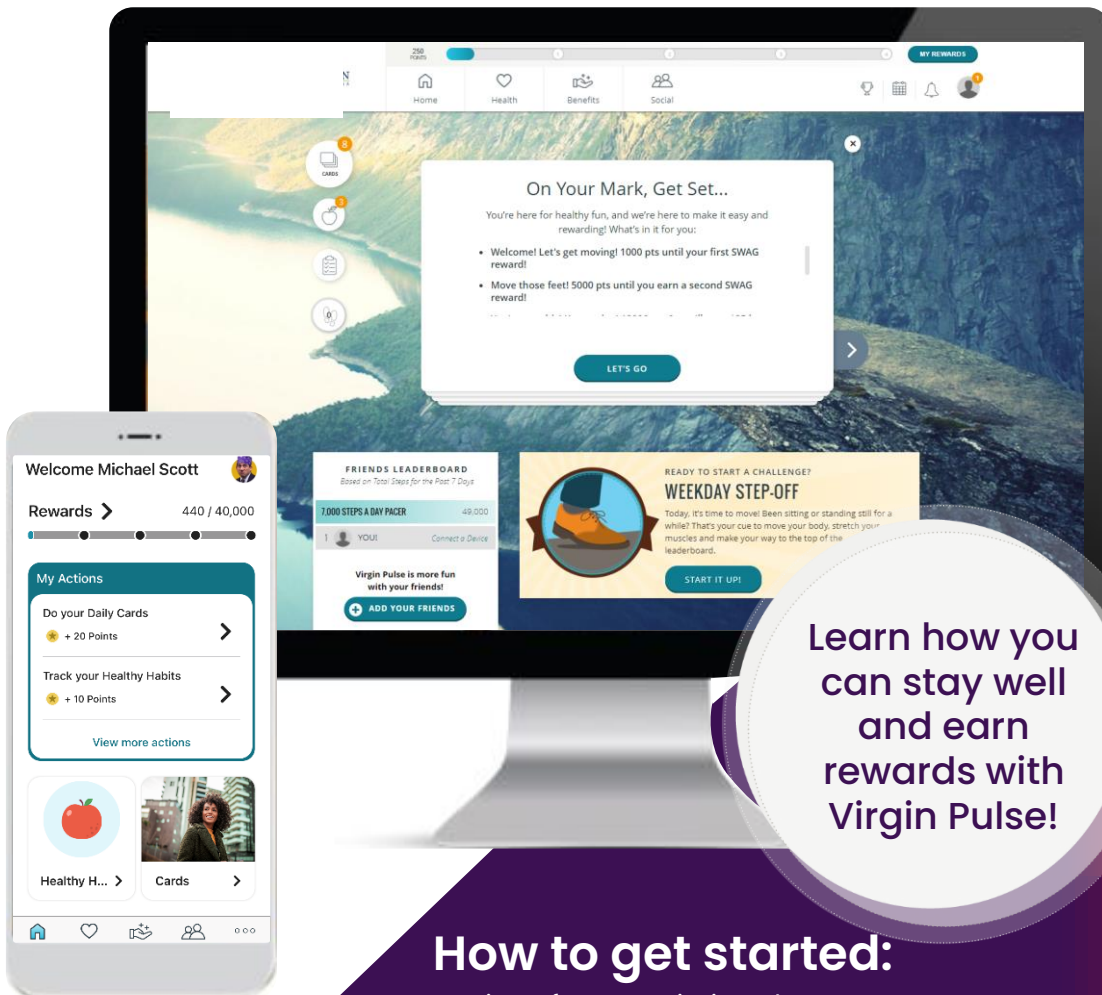 250
POINTS
MY REWARDS
N
Home
Health
Benefits
Social
1
8
CARDS
3
0
On Your Mark, Get Set...
You're here for healthy fun, and we're here to make it easy and
rewarding! What's in it for you:
• Welcome! Let's get moving! 1000 pts until your first SWAG
reward!
• Move those feet! 5000 pts until you earn a second SWAG
reward!
LET'S GO
FRIENDS LEADERBOARD
Based on Total Steps for the Past 7 Days
7,000 STEPS A DAY PACER 49,000
1 YOU! Connect a Device
Virgin Pulse is more fun
with your friends!
ADD YOUR FRIENDS
READY TO START A CHALLENGE?
WEEKDAY STEP-OFF
Today, it's time to move! Been sitting or standing still for a
while? That's your cue to move your body, stretch your
muscles and make your way to the top of the
leaderboard.
START IT UP!
Welcome Michael Scott
Rewards 440 / 40,000
My Actions
Do your Daily Cards
+ 20 Points
Track your Healthy Habits
+ 10 Points
View more actions
Healthy H...
Cards
Learn how you
can stay well
and earn
rewards with
Virgin Pulse!
How to get started: